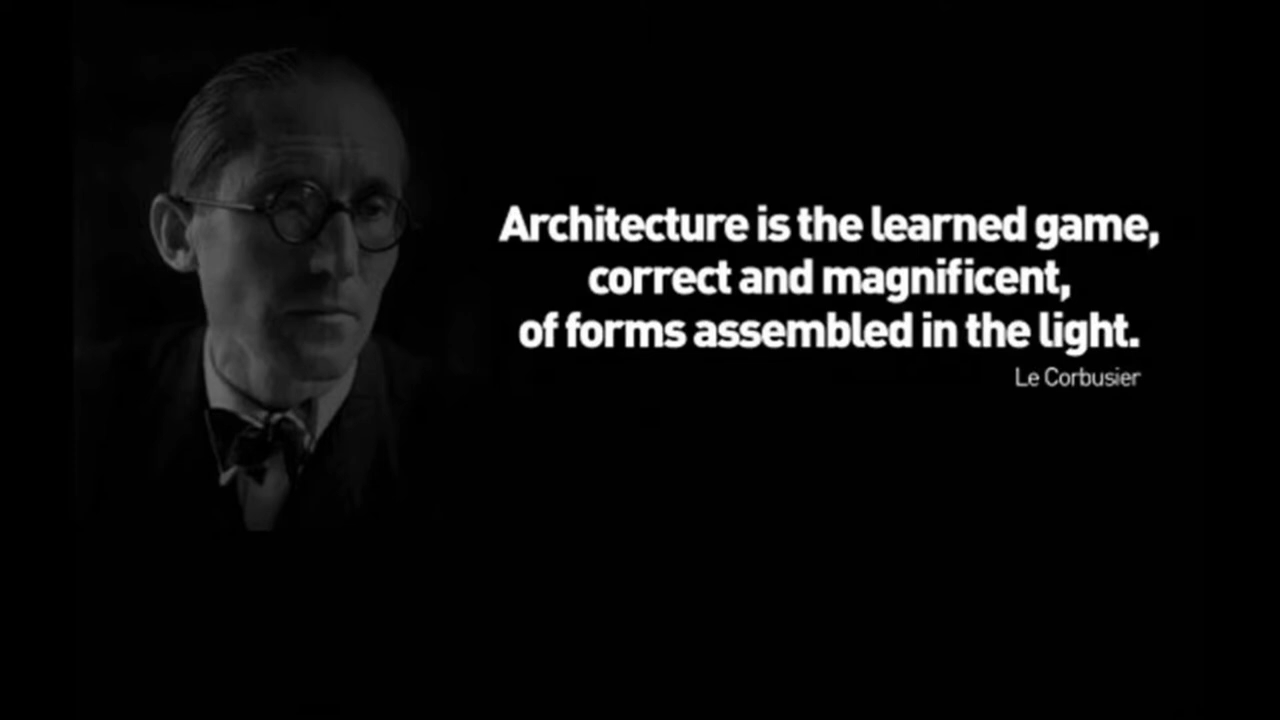 Architecture is the learned game,
correct and magnificent,
of forms assembled in the light.
Le Corbusier